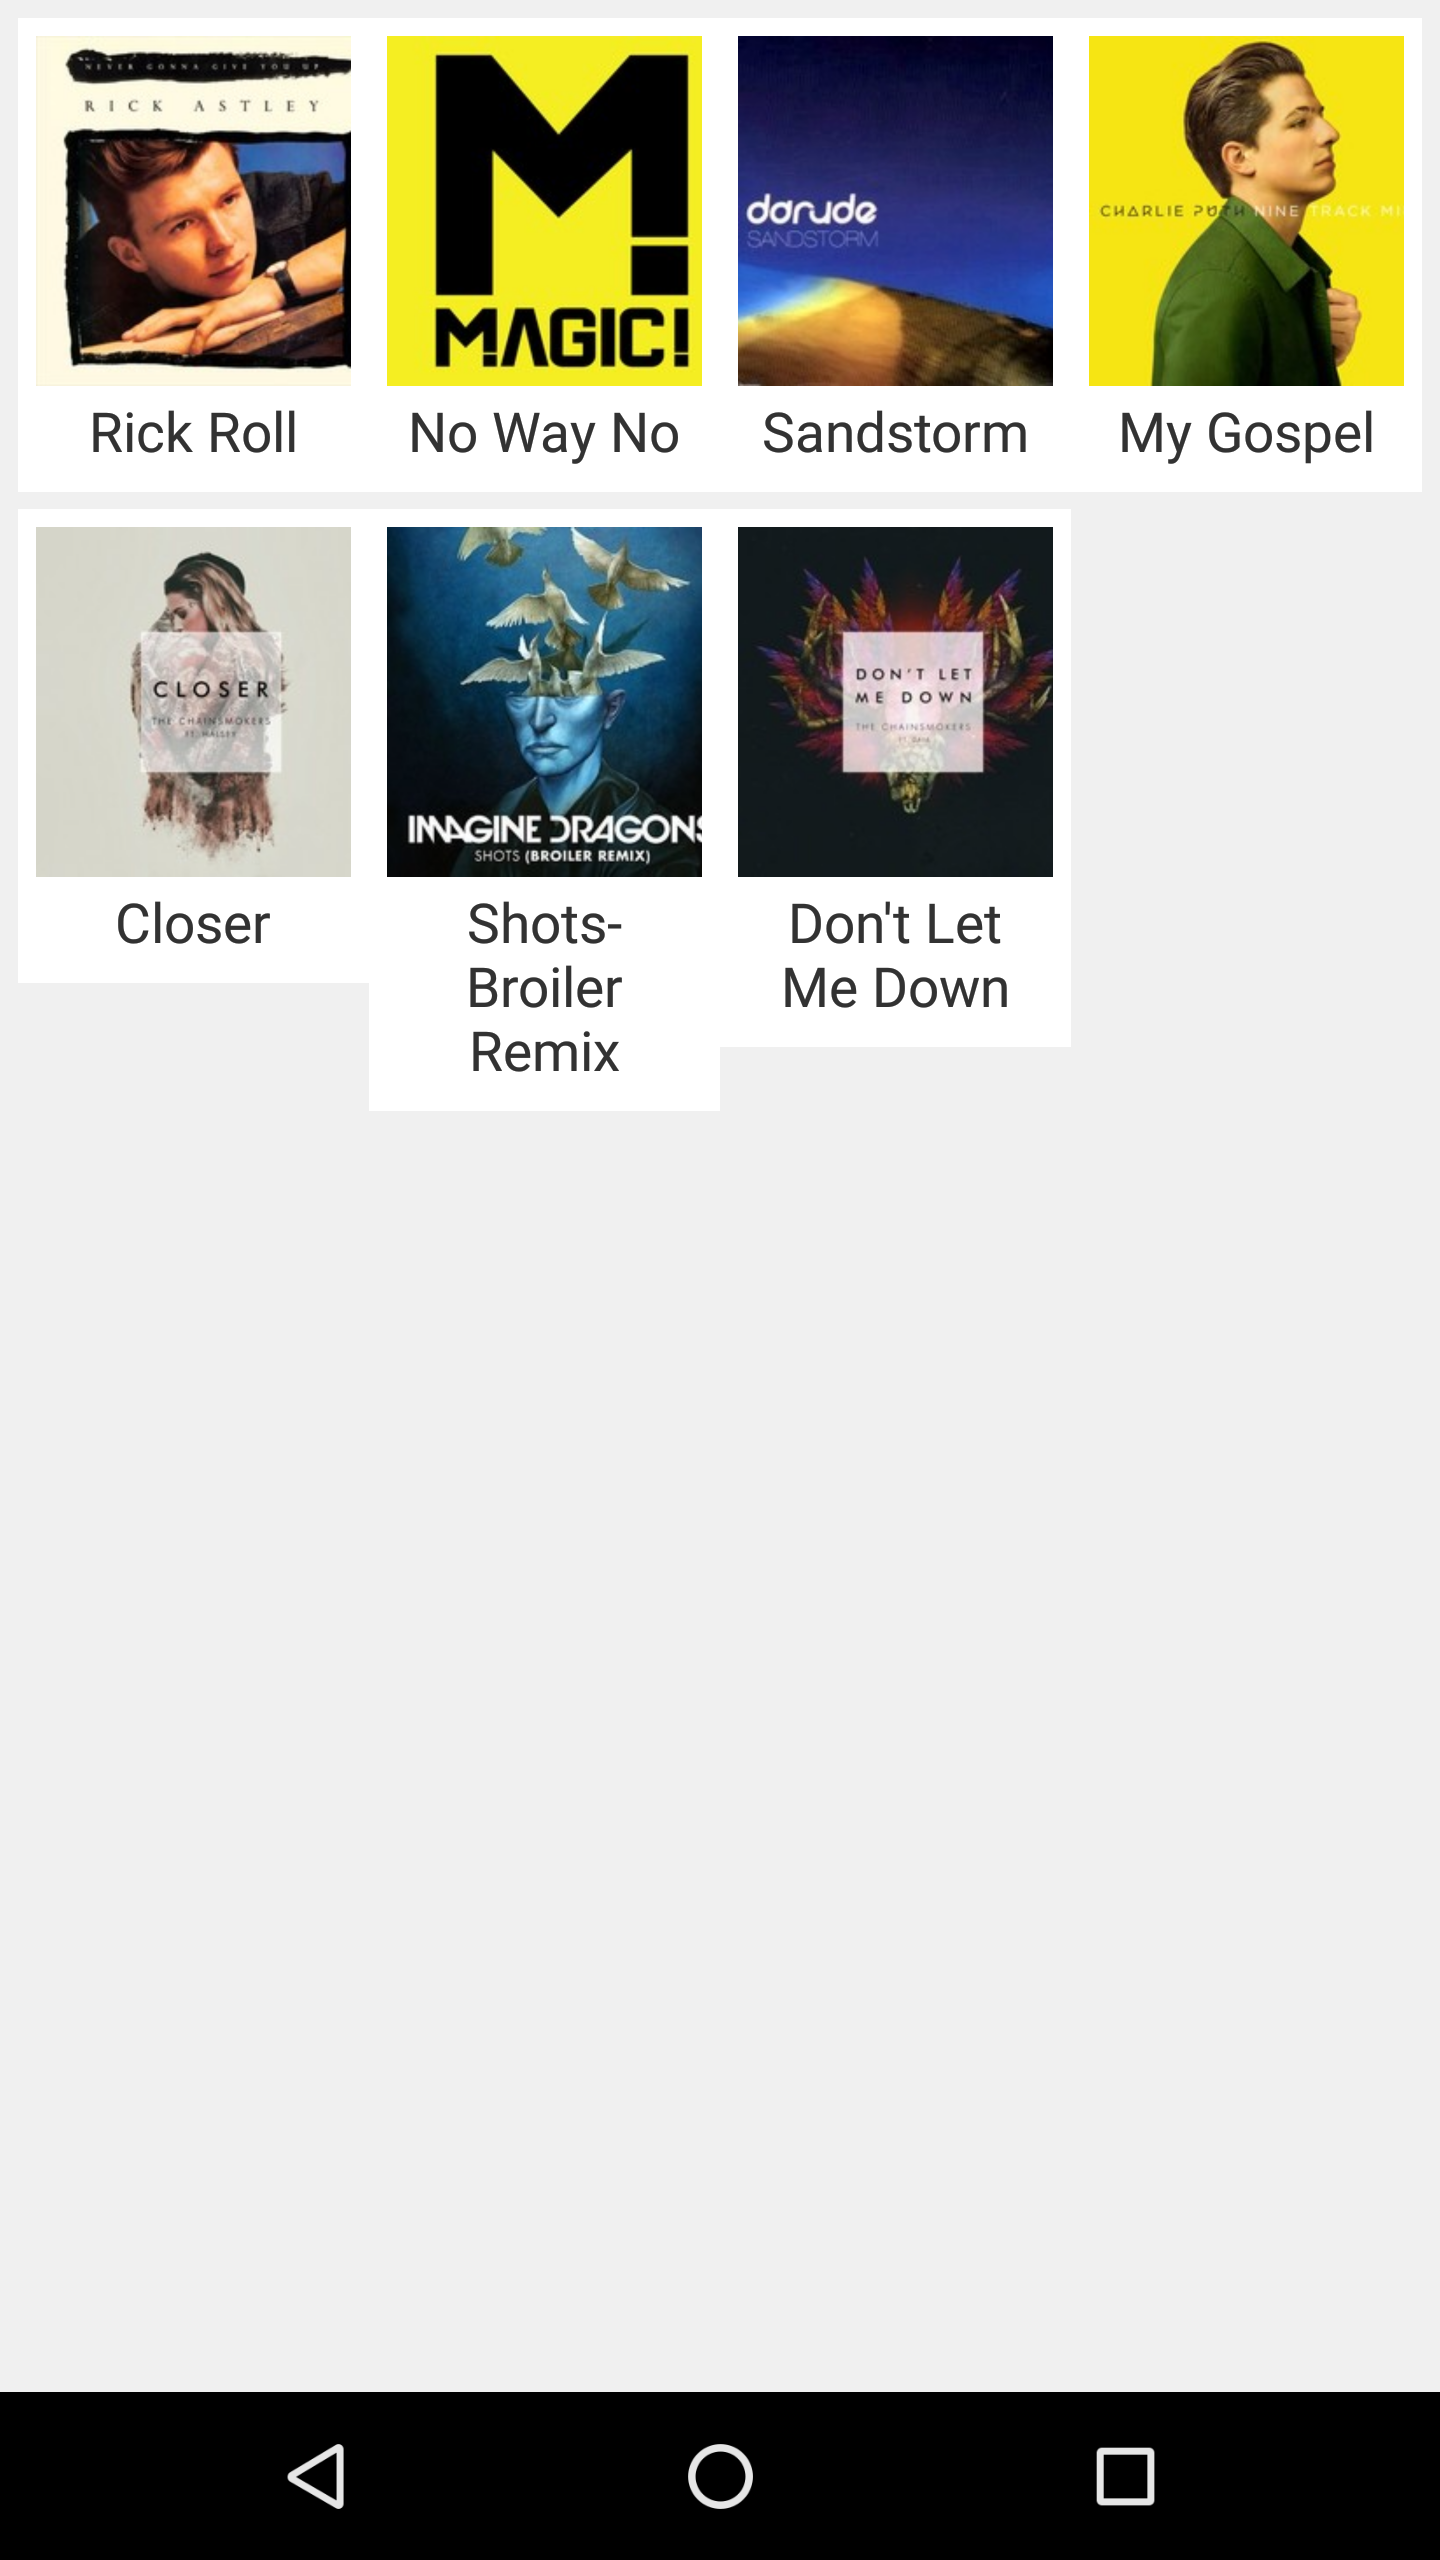 NEVER GONNA GIVE YOU UP
RICK ASTLEY
M!
MAGIC!
darude
SANDSTORM
CHARLIE PUTH NINE TRACK MI
Rick Roll
No Way No
Sandstorm
My Gospel
CLOSER
THE CHAINSMOKERS
FT. HALSEY
IMAGINE DRAGONS
SHOTS (BROILER REMIX)
DON'T LET
ME DOWN
THE CHAINSMOKERS
Closer
Shots-
Broiler
Remix
Don't Let
Me Down